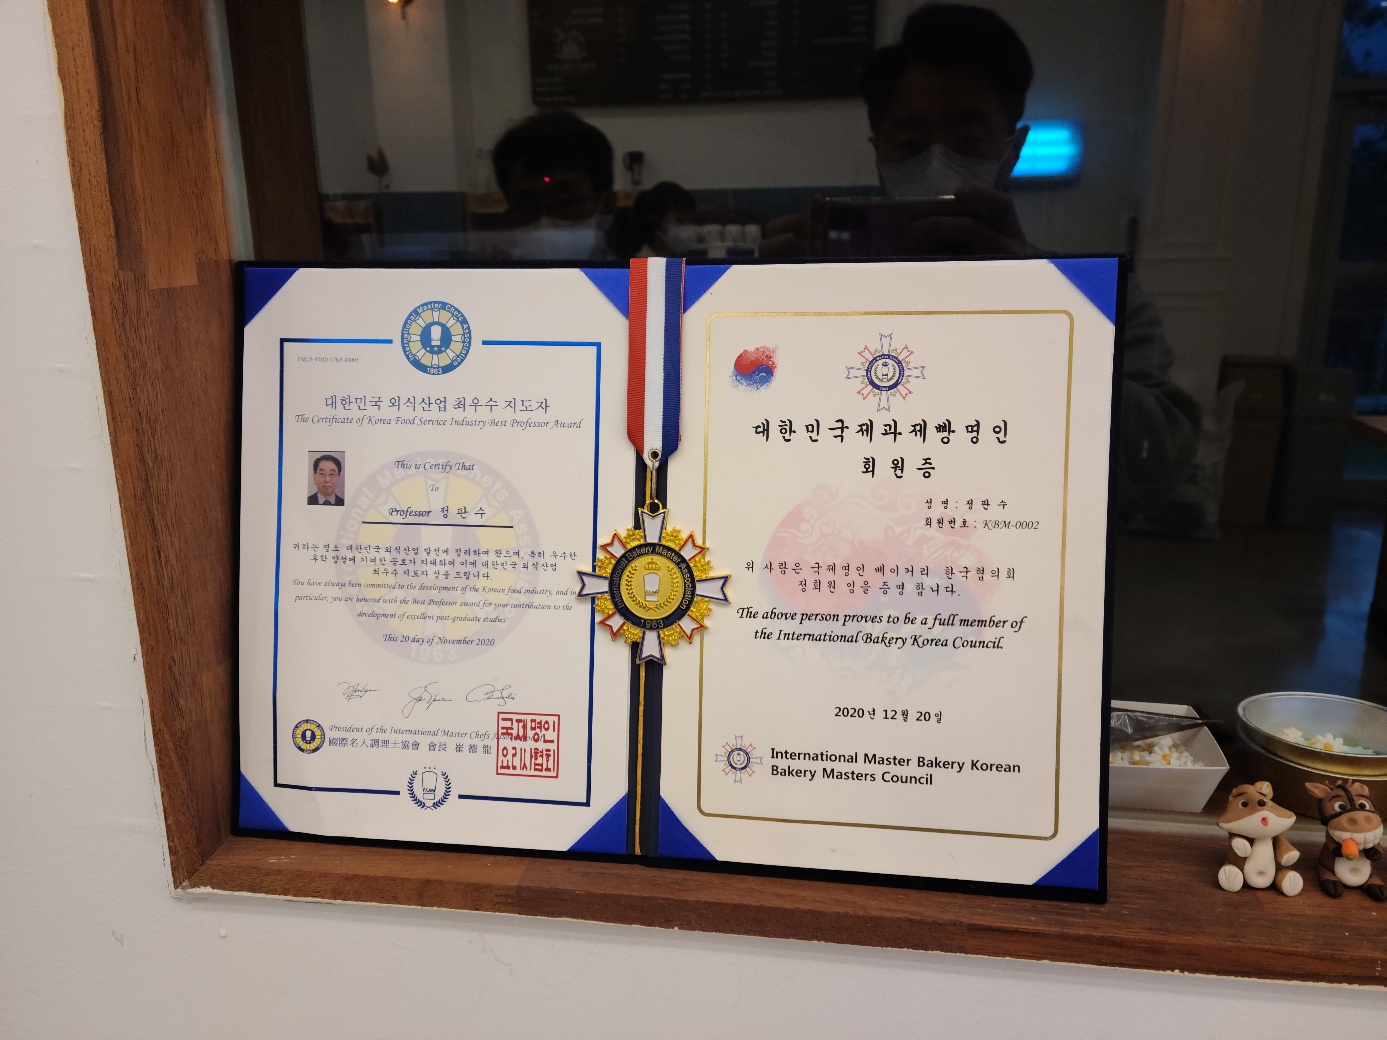 International Master Chefs Association
1963
대한민국 외식산업 최우수 지도자
The Certificate of Korea Food Service Industry Best Professor Award
This is Certify That
To
Professor 정 판 수
귀하는 평소 대한민국 외식산업 발전에 정려하여 왔으며, 특히 우수한
후학 양성에 기여한 공로가 지대하여 이에 대한민국 외식산업
최우수 지도자 상을 드립니다.
You have always been committed to the development of the Korean food industry, and in
particular, you are honored with the Best Professor award for your contribution to the
development of excellent post-graduate studies
This 20 day of November 2020
President of the International Master Chefs
國際名人調理士協會 會長 崔 德 龍
국제명인
요리사협회
International Bakery Master Association
1963
대한민국제과제빵명인
회원증
성 명 : 정 판 수
회원번호 : KBM-0002
위 사람은 국제명인 베이커리 한국협의회
정회원 임을 증명 합니다.
The above person proves to be a full member of
the International Bakery Korea Council.
2020년 12월 20일
International Master Bakery Korean
Bakery Masters Council